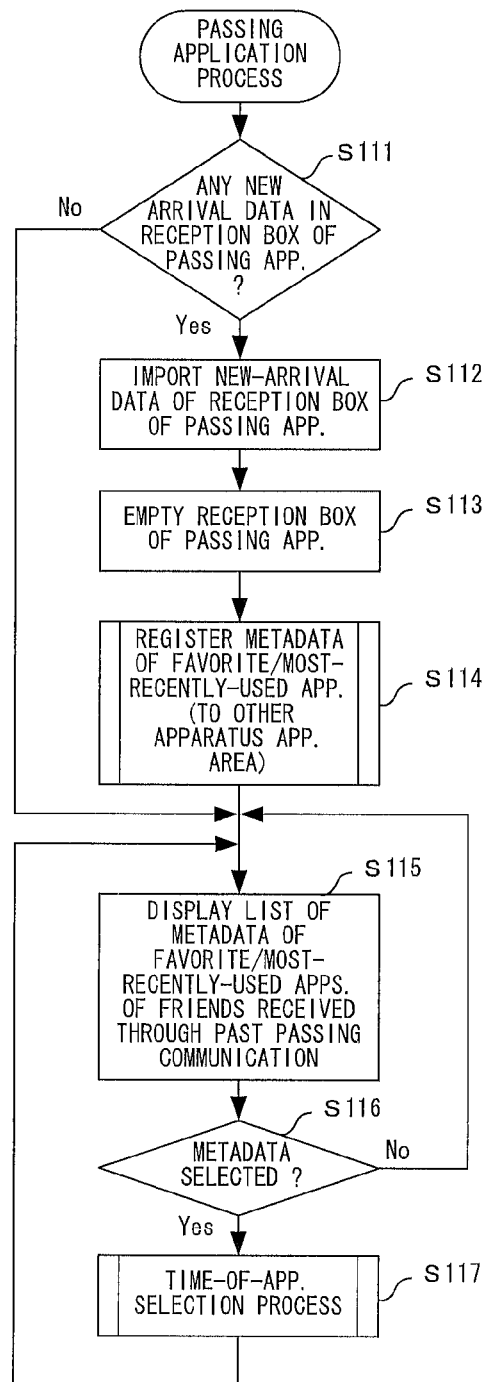 PASSING
APPLICATION
PROCESS
S111
ANY NEW
ARRIVAL DATA IN
RECEPTION BOX OF
PASSING APP.
?
No
Yes
IMPORT NEW-ARRIVAL
DATA OF RECEPTION BOX
OF PASSING APP.
S112
EMPTY RECEPTION BOX
OF PASSING APP.
S113
REGISTER METADATA
OF FAVORITE/MOST-
RECENTLY-USED APP.
(TO OTHER
APPARATUS APP.
AREA)
S114
S115
DISPLAY LIST OF
METADATA OF
FAVORITE/MOST-
RECENTLY-USED APPS.
OF FRIENDS RECEIVED
THROUGH PAST PASSING
COMMUNICATION
S116
METADATA
SELECTED ?
No
Yes
TIME-OF-APP.
SELECTION PROCESS
S117